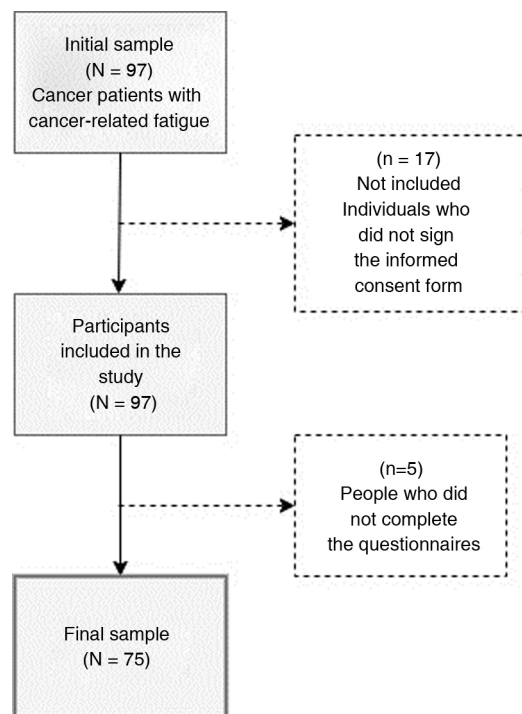 Initial sample
(N = 97)
Cancer patients with
cancer-related fatigue
(n = 17)
Not included
Individuals who
did not sign
the informed
consent form
Participants
included in the
study
(N = 97)
(n=5)
People who did
not complete
the questionnaires
Final sample
(N = 75)